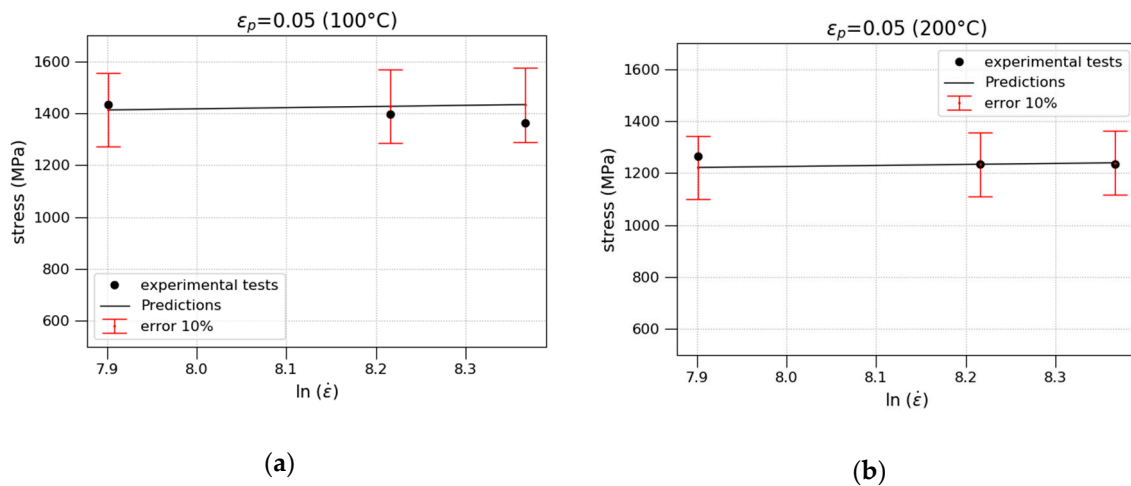 εp=0.05 (100°C)
1600
1400
1200
1000
800
600
stress (MPa)
experimental tests
Predictions
error 10%
7.9 8.0 8.1 8.2 8.3
ln (ε̇)
(a)
εp=0.05 (200°C)
1600
1400
1200
1000
800
600
stress (MPa)
experimental tests
Predictions
error 10%
7.9 8.0 8.1 8.2 8.3
ln (ε̇)
(b)